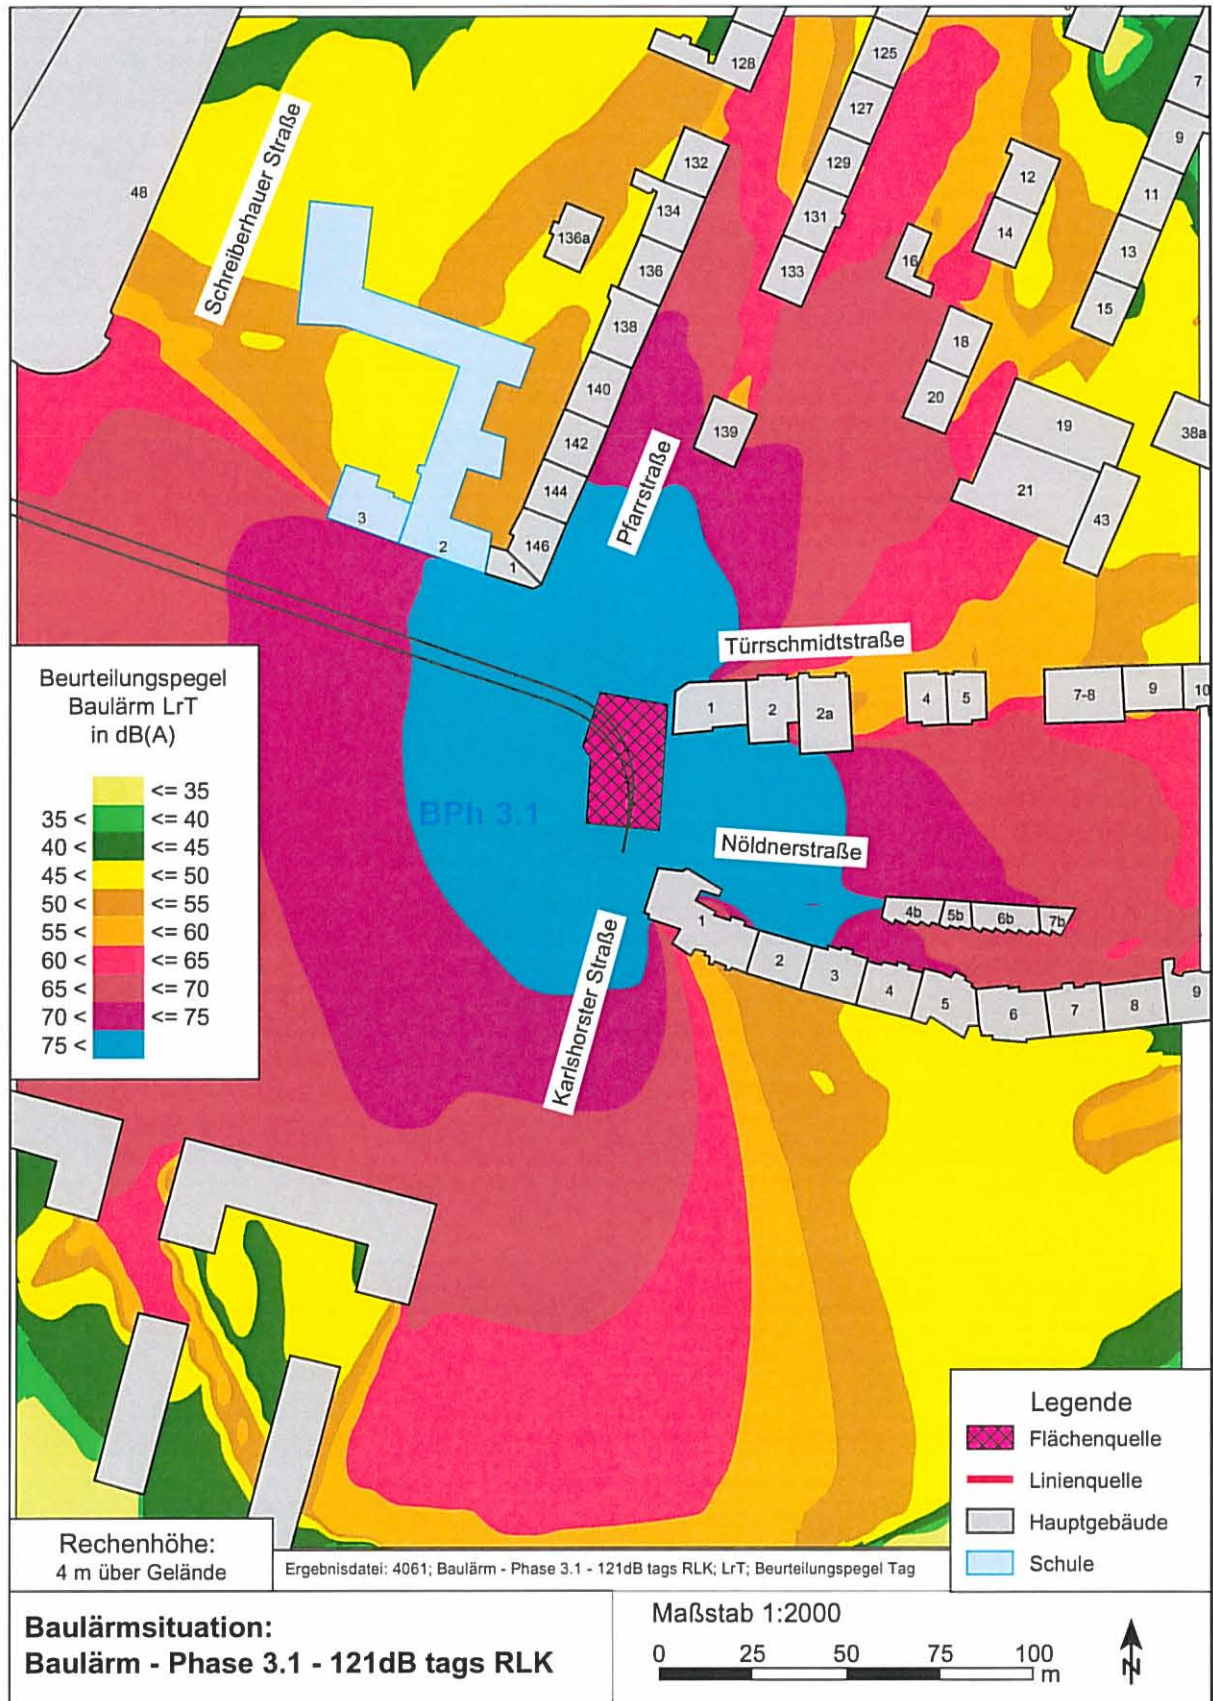 128
125
7
9
132
127
12
11
48
Schreiberhauer Straße
134
129
14
13
136a
136
131
16
15
138
133
18
140
139
20
19
38a
142
Pfarrstraße
21
144
43
3
2
1
146
Türrschmidtstraße
1
2
2a
4
5
7-8
9
10
Beurteilungspegel
Baulärm LrT
in dB(A)
<= 35
35 < <= 40
40 < <= 45
45 < <= 50
50 < <= 55
55 < <= 60
60 < <= 65
65 < <= 70
70 < <= 75
75 <
BPh 3.1
Nöldnerstraße
4b
5b
6b
7b
1
2
3
4
5
6
7
8
9
Karlshorster Straße
Legende
Flächenquelle
Linienquelle
Hauptgebäude
Schule
Rechenhöhe:
4 m über Gelände
Ergebnisdatei: 4061; Baulärm - Phase 3.1 - 121dB tags RLK; LrT; Beurteilungspegel Tag
Baulärmsituation:
Baulärm - Phase 3.1 - 121dB tags RLK
Maßstab 1:2000
0 25 50 75 100
m
N